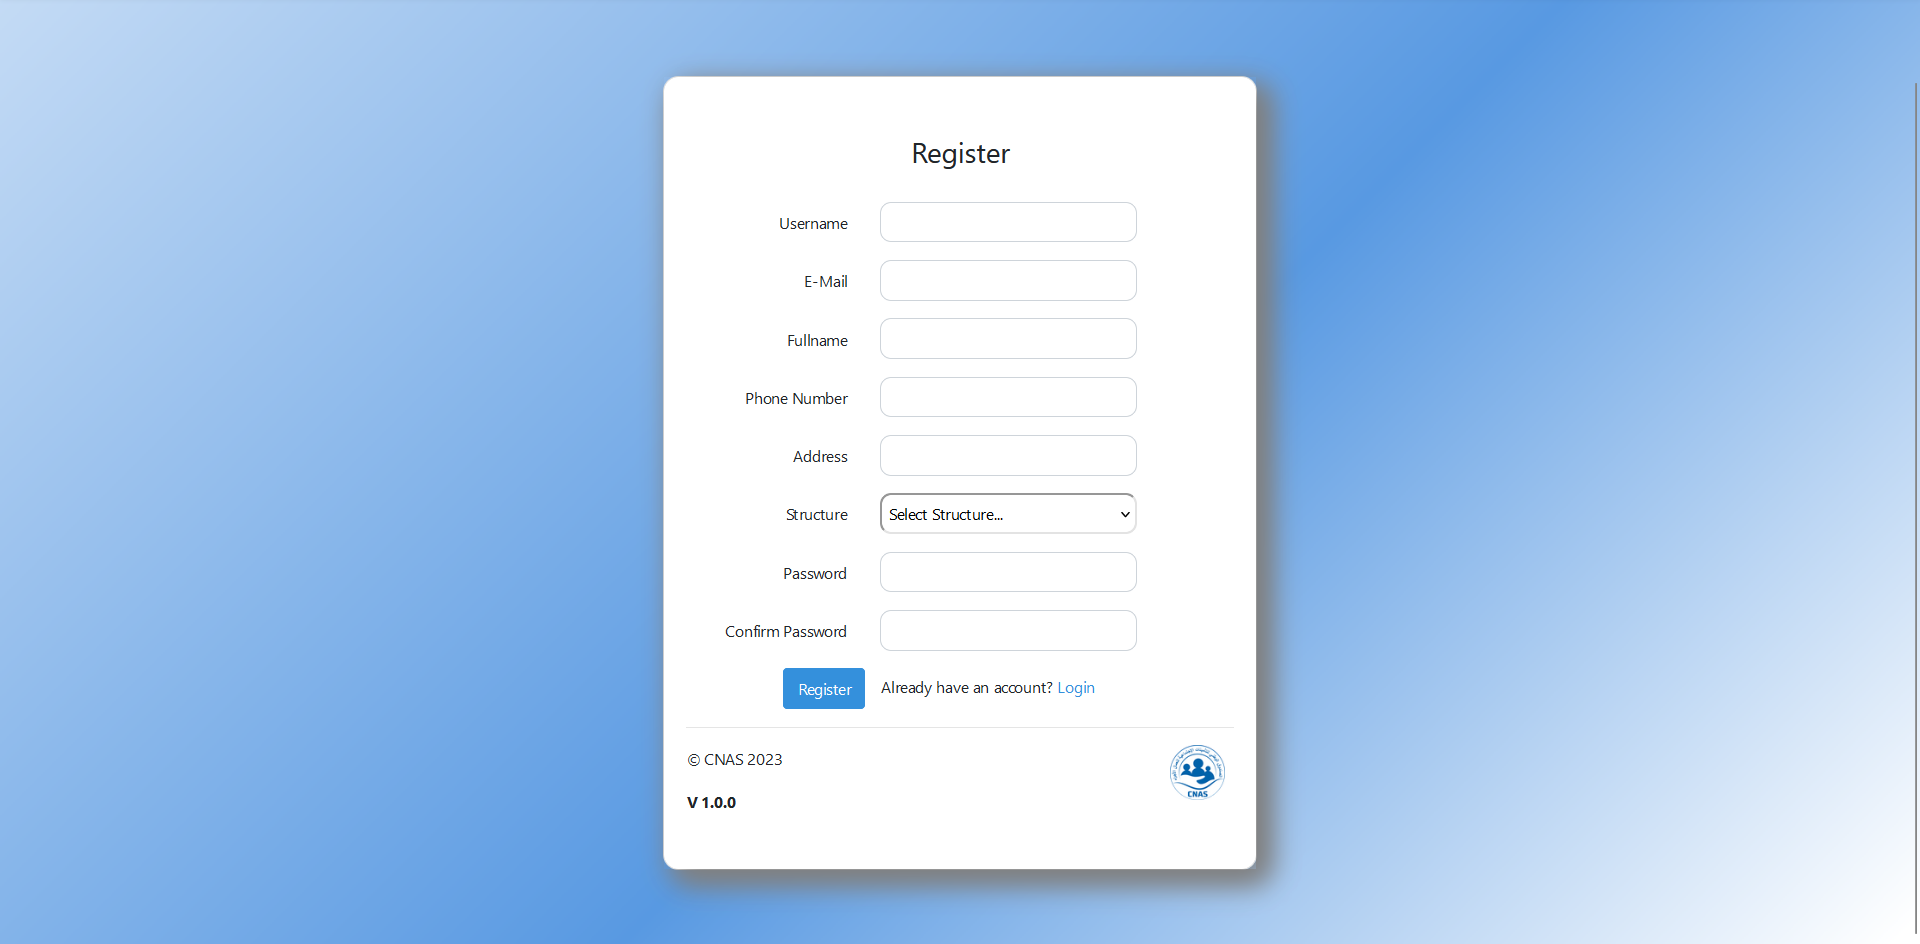 Register
Username
E-Mail
Fullname
Phone Number
Address
Structure
Select Structure...
Password
Confirm Password
Register
Already have an account? Login
© CNAS 2023
CNAS
V 1.0.0